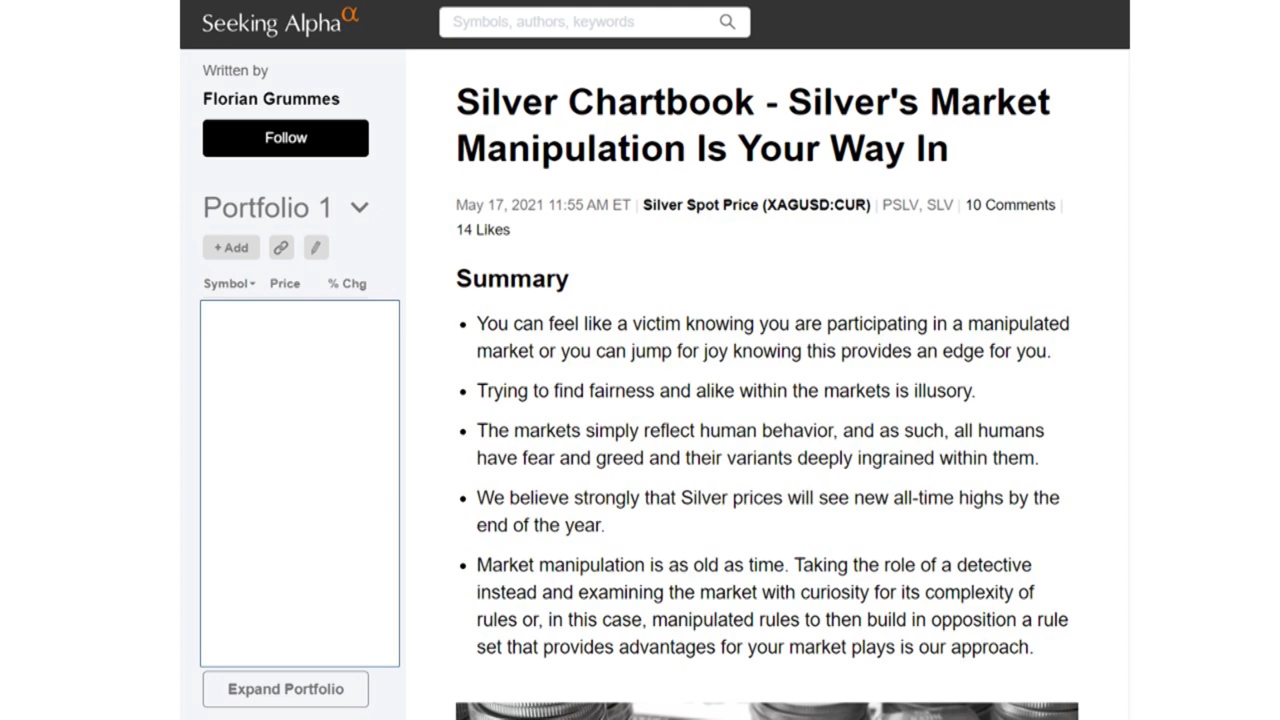 Seeking Alpha α
Symbols, authors, keywords
Written by
Florian Grummes
Follow
Portfolio 1
+ Add
Symbol Price % Chg
Expand Portfolio
Silver Chartbook - Silver's Market
Manipulation Is Your Way In
May 17, 2021 11:55 AM ET | Silver Spot Price (XAGUSD:CUR) | PSLV, SLV | 10 Comments |
14 Likes
Summary
• You can feel like a victim knowing you are participating in a manipulated
market or you can jump for joy knowing this provides an edge for you.
• Trying to find fairness and alike within the markets is illusory.
• The markets simply reflect human behavior, and as such, all humans
have fear and greed and their variants deeply ingrained within them.
• We believe strongly that Silver prices will see new all-time highs by the
end of the year.
• Market manipulation is as old as time. Taking the role of a detective
instead and examining the market with curiosity for its complexity of
rules or, in this case, manipulated rules to then build in opposition a rule
set that provides advantages for your market plays is our approach.